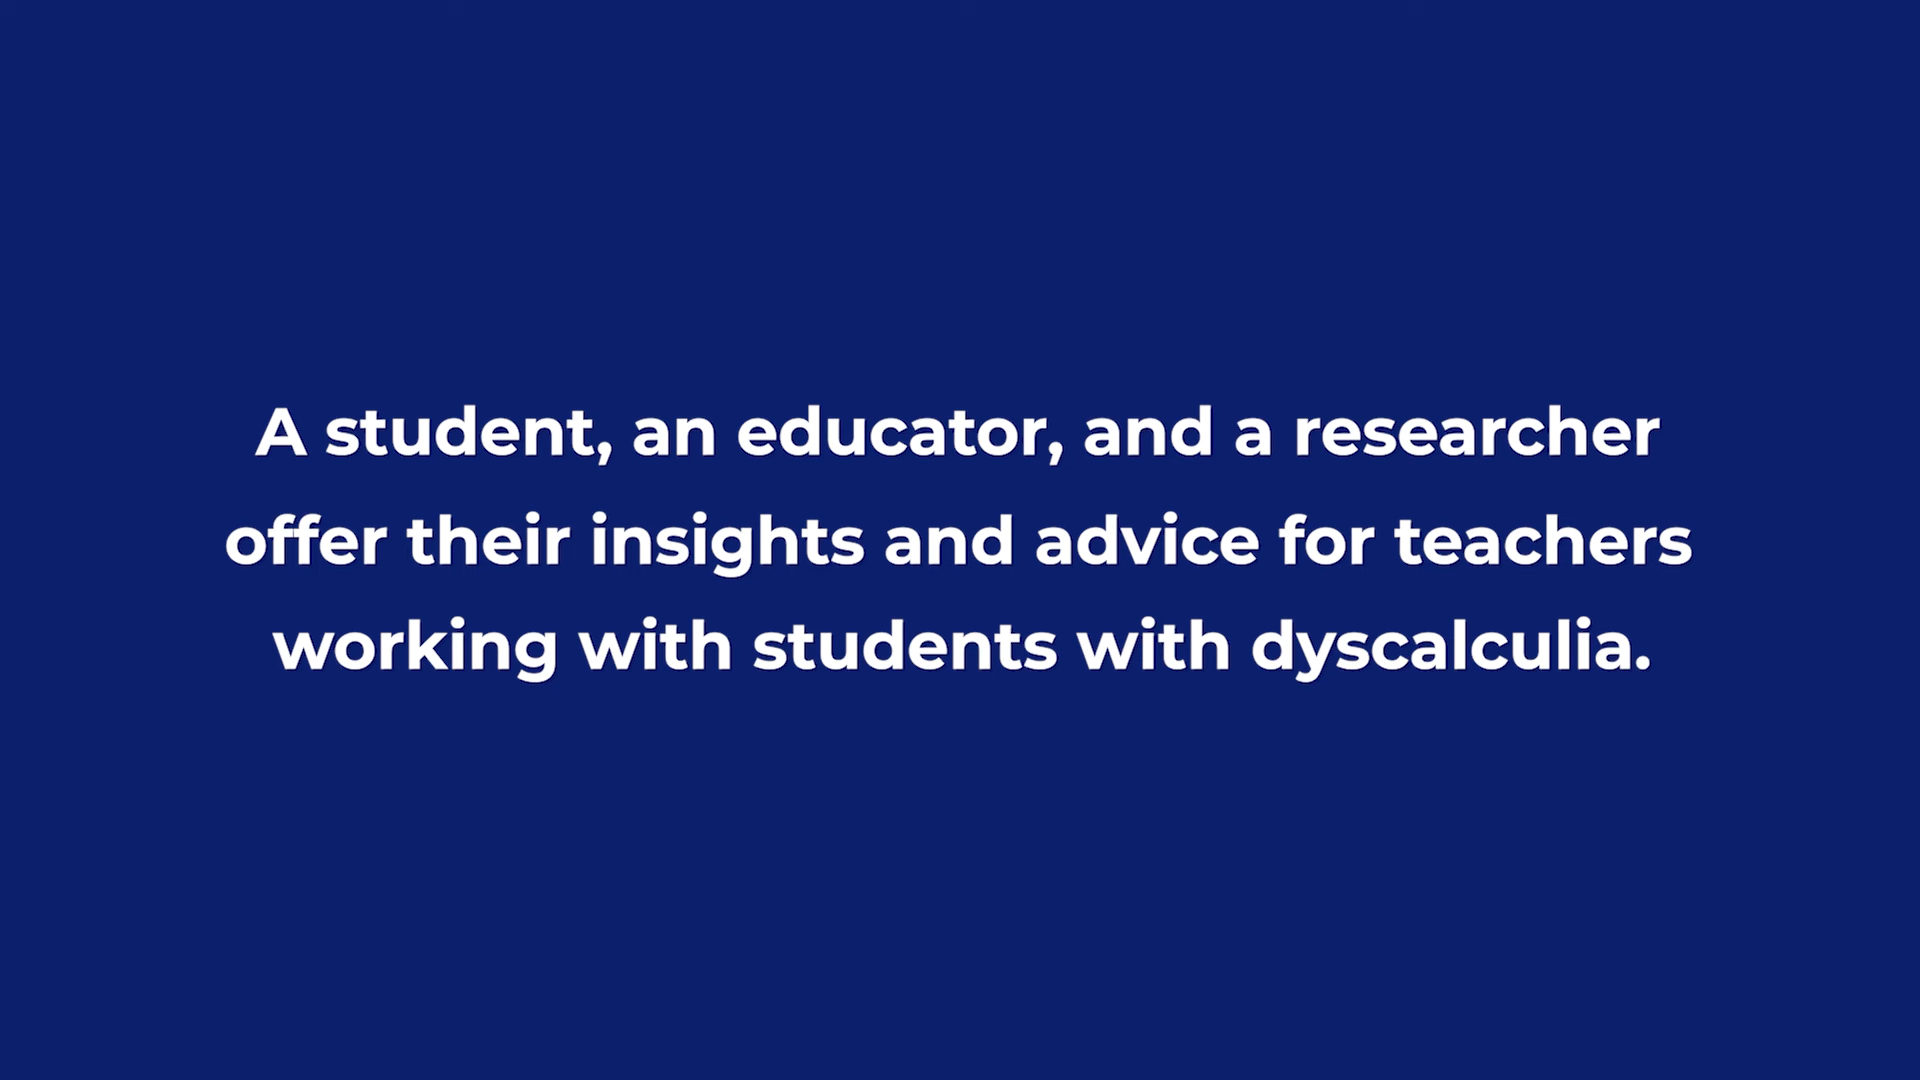 A student, an educator, and a researcher
offer their insights and advice for teachers
working with students with dyscalculia.